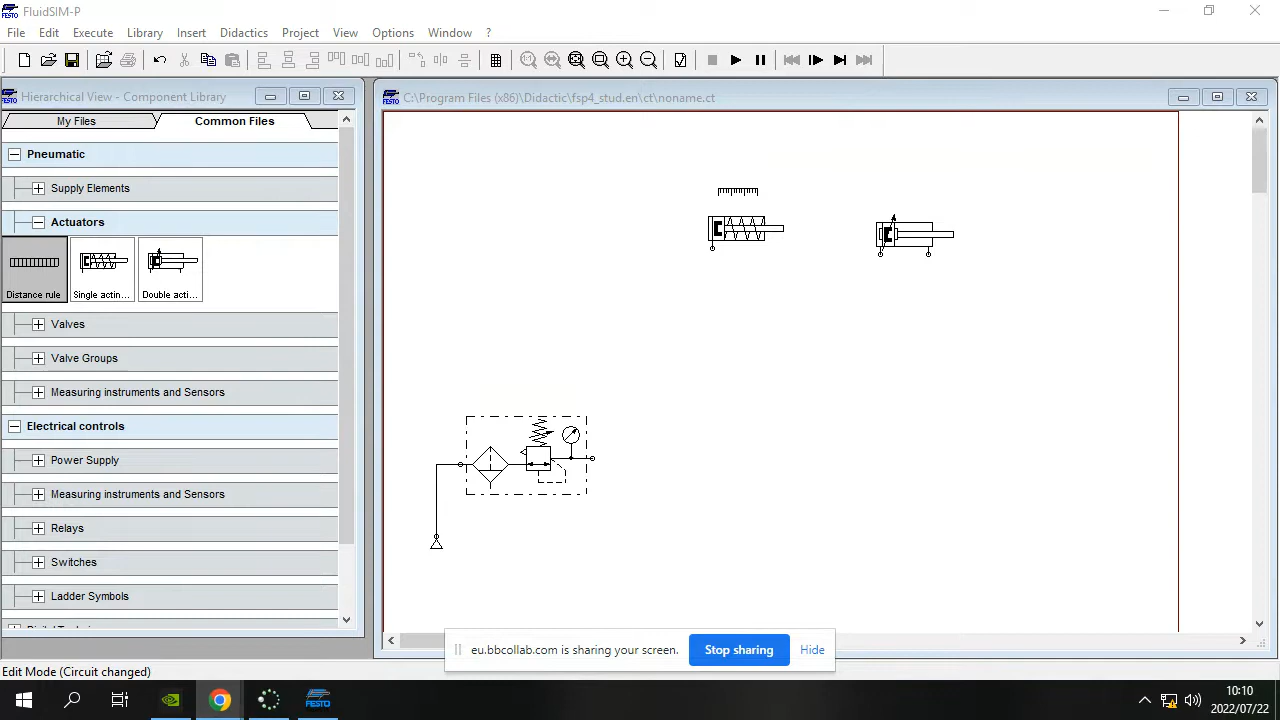 FluidSIM-P
File Edit Execute Library Insert Didactics Project View Options Window ?
FESTO Hierarchical View - Component Library
My Files Common Files
Pneumatic
Supply Elements
Actuators
Distance rule Single actin... Double acti...
Valves
Valve Groups
Measuring instruments and Sensors
Electrical controls
Power Supply
Measuring instruments and Sensors
Relays
Switches
Ladder Symbols
FESTO C:\Program Files (x86)\Didactic\fsp4_stud.en\ct\noname.ct
eu.bbcollab.com is sharing your screen. Stop sharing Hide
Edit Mode (Circuit changed)
FESTO
10:10
2022/07/22